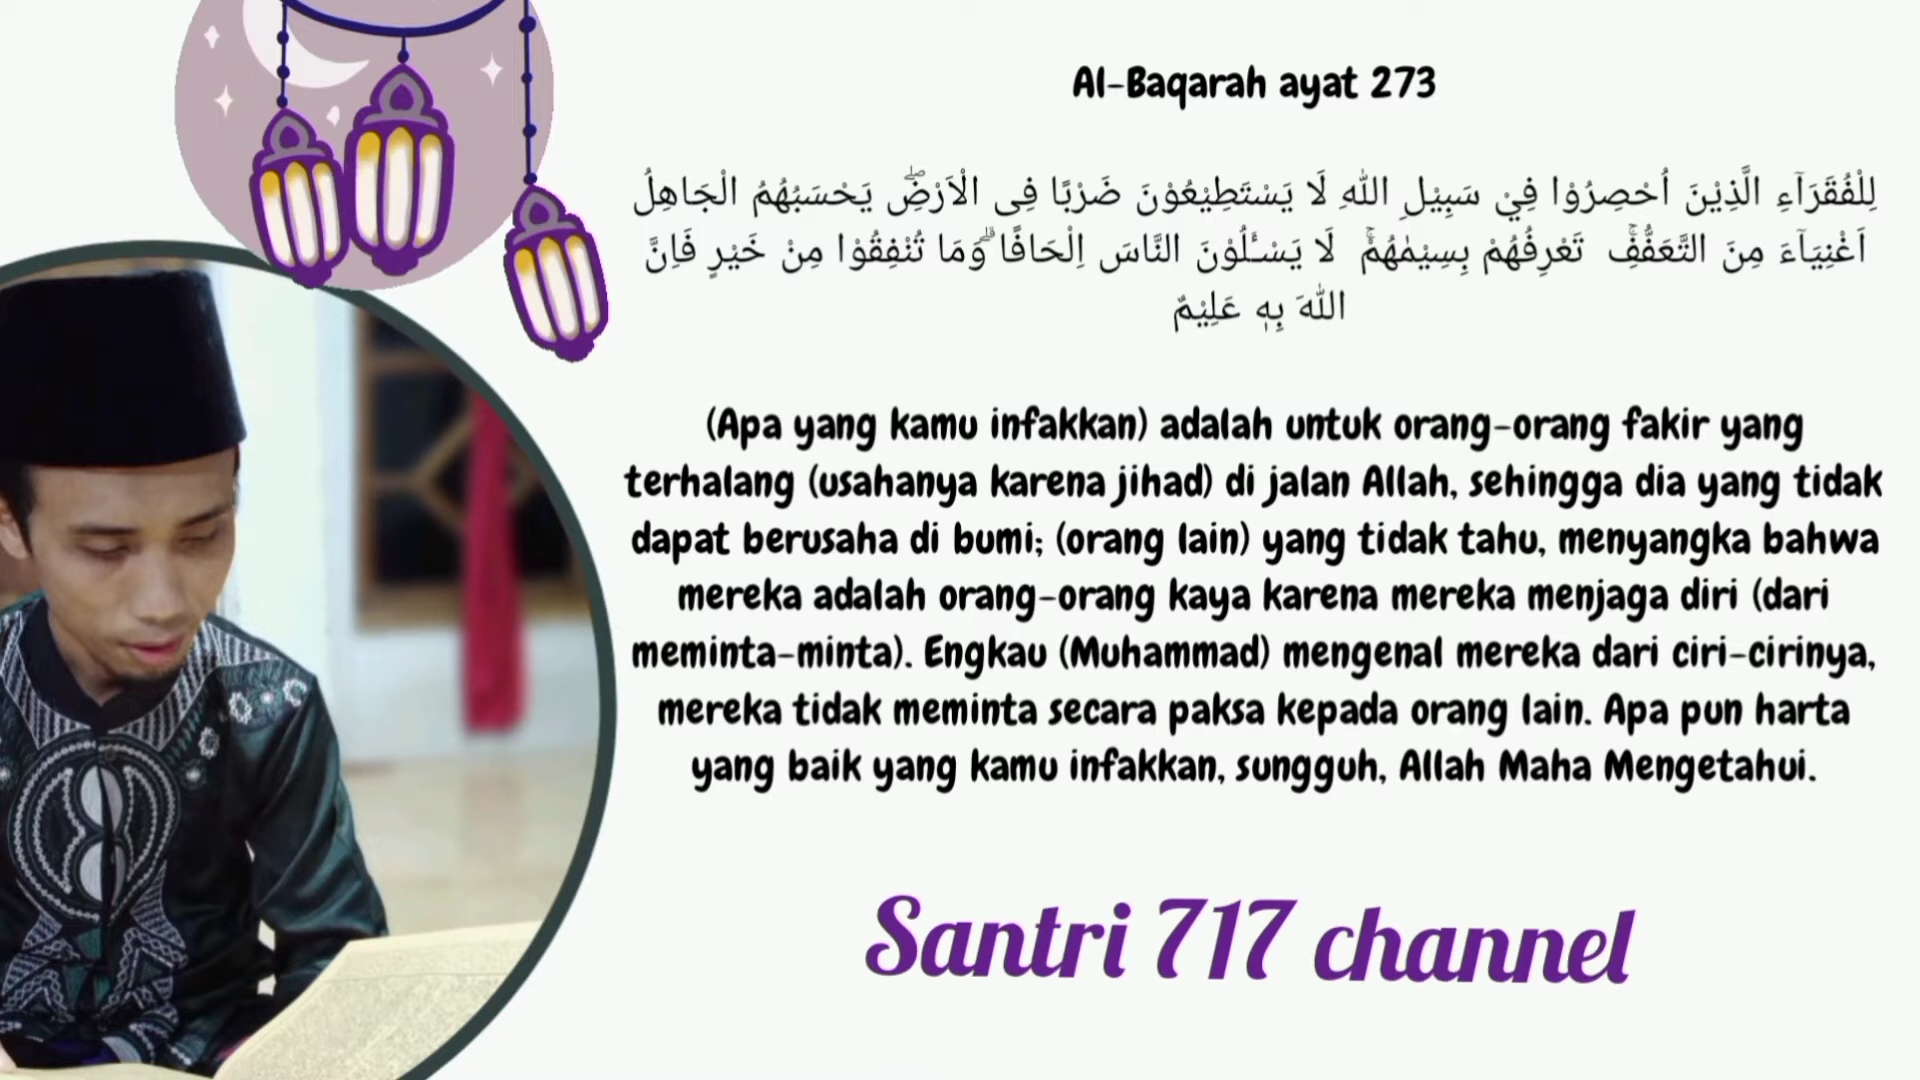 Al-Baqarah ayat 273
لِلْفُقَرَآءِ الَّذِيْنَ اُحْصِرُوْا فِيْ سَبِيْلِ اللّٰهِ لَا يَسْتَطِيْعُوْنَ ضَرْبًا فِى الْاَرْضِۖ يَحْسَبُهُمُ الْجَاهِلُ
اَغْنِيَآءَ مِنَ التَّعَفُّفِۚ تَعْرِفُهُمْ بِسِيْمٰهُمْۚ لَا يَسْـَٔلُوْنَ النَّاسَ اِلْحَافًا ۗوَمَا تُنْفِقُوْا مِنْ خَيْرٍ فَاِنَّ
اللّٰهَ بِهٖ عَلِيْمٌ
(Apa yang kamu infakkan) adalah untuk orang-orang fakir yang
terhalang (usahanya karena jihad) di jalan Allah, sehingga dia yang tidak
dapat berusaha di bumi; (orang lain) yang tidak tahu, menyangka bahwa
mereka adalah orang-orang kaya karena mereka menjaga diri (dari
meminta-minta). Engkau (Muhammad) mengenal mereka dari ciri-cirinya,
mereka tidak meminta secara paksa kepada orang lain. Apa pun harta
yang baik yang kamu infakkan, sungguh, Allah Maha Mengetahui.
Santri 717 channel